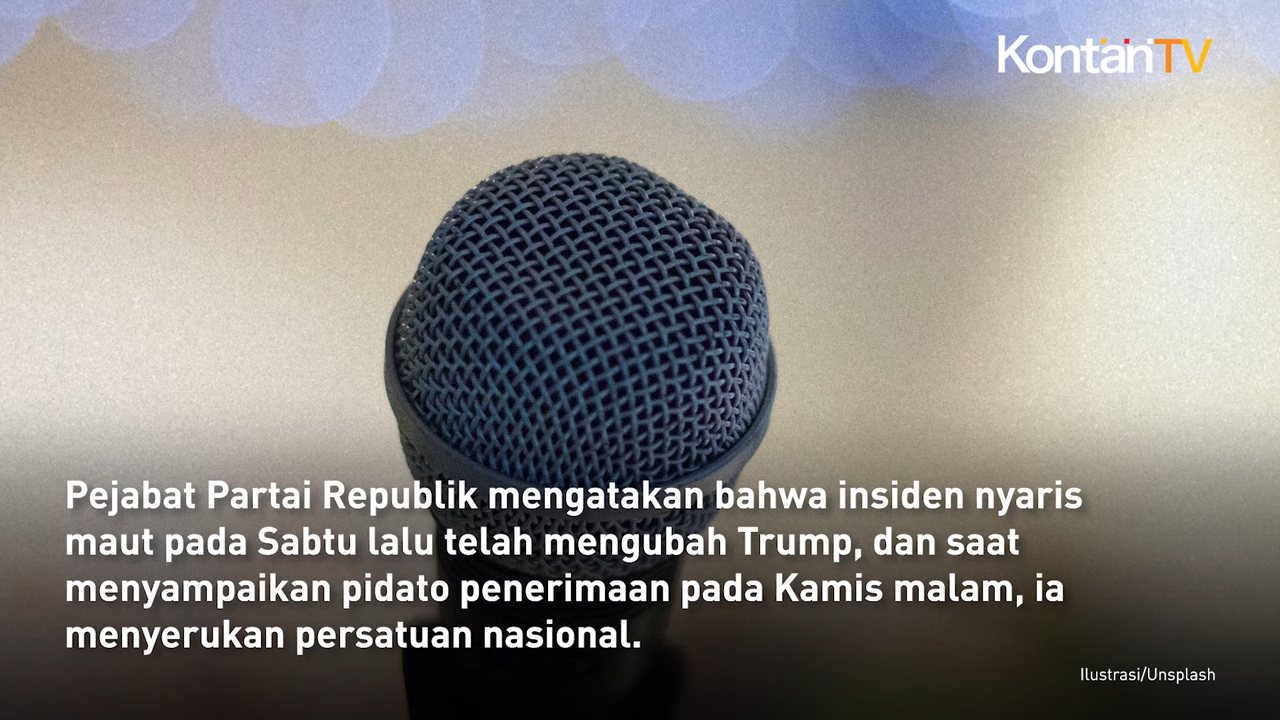 KontanTV
Pejabat Partai Republik mengatakan bahwa insiden nyaris
maut pada Sabtu lalu telah mengubah Trump, dan saat
menyampaikan pidato penerimaan pada Kamis malam, ia
menyerukan persatuan nasional.
Ilustrasi/Unsplash